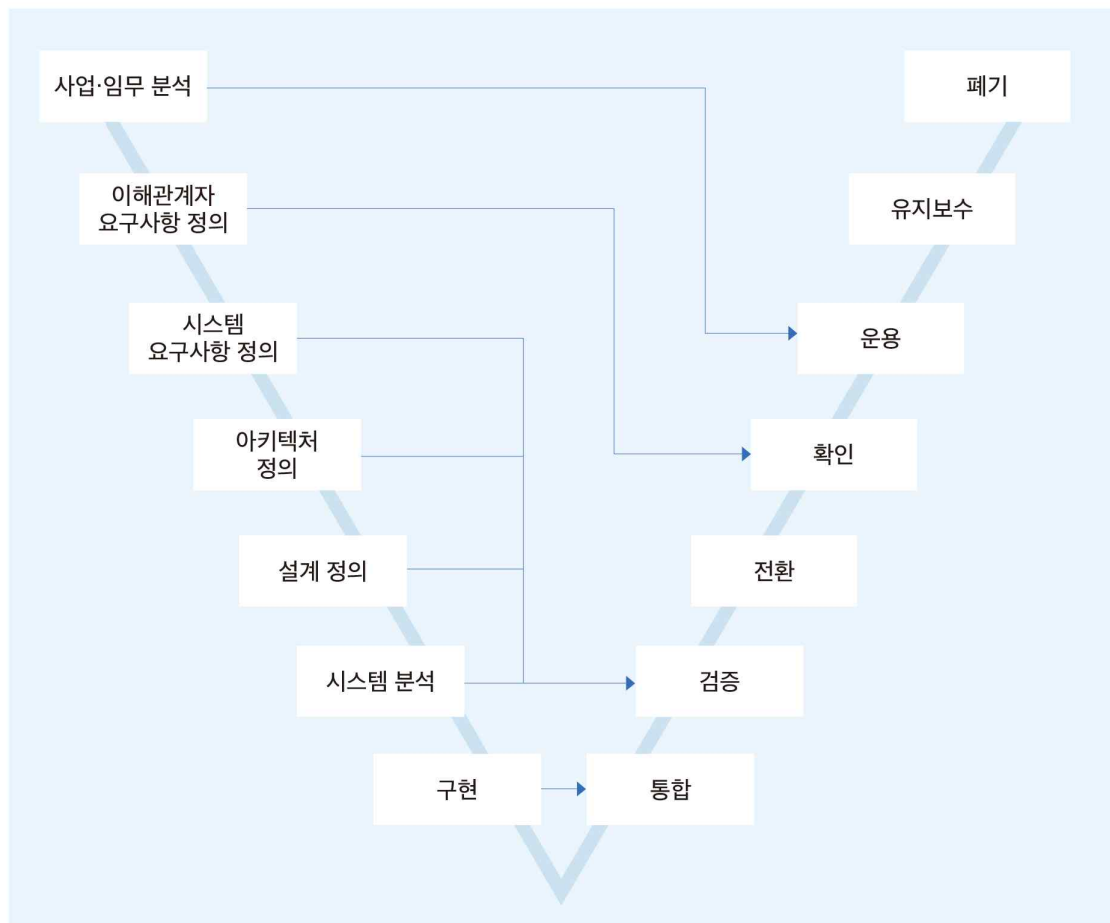 사업·임무 분석
이해관계자
요구사항 정의
시스템
요구사항 정의
아키텍처
정의
설계 정의
시스템 분석
구현
폐기
유지보수
운용
확인
전환
검증
통합